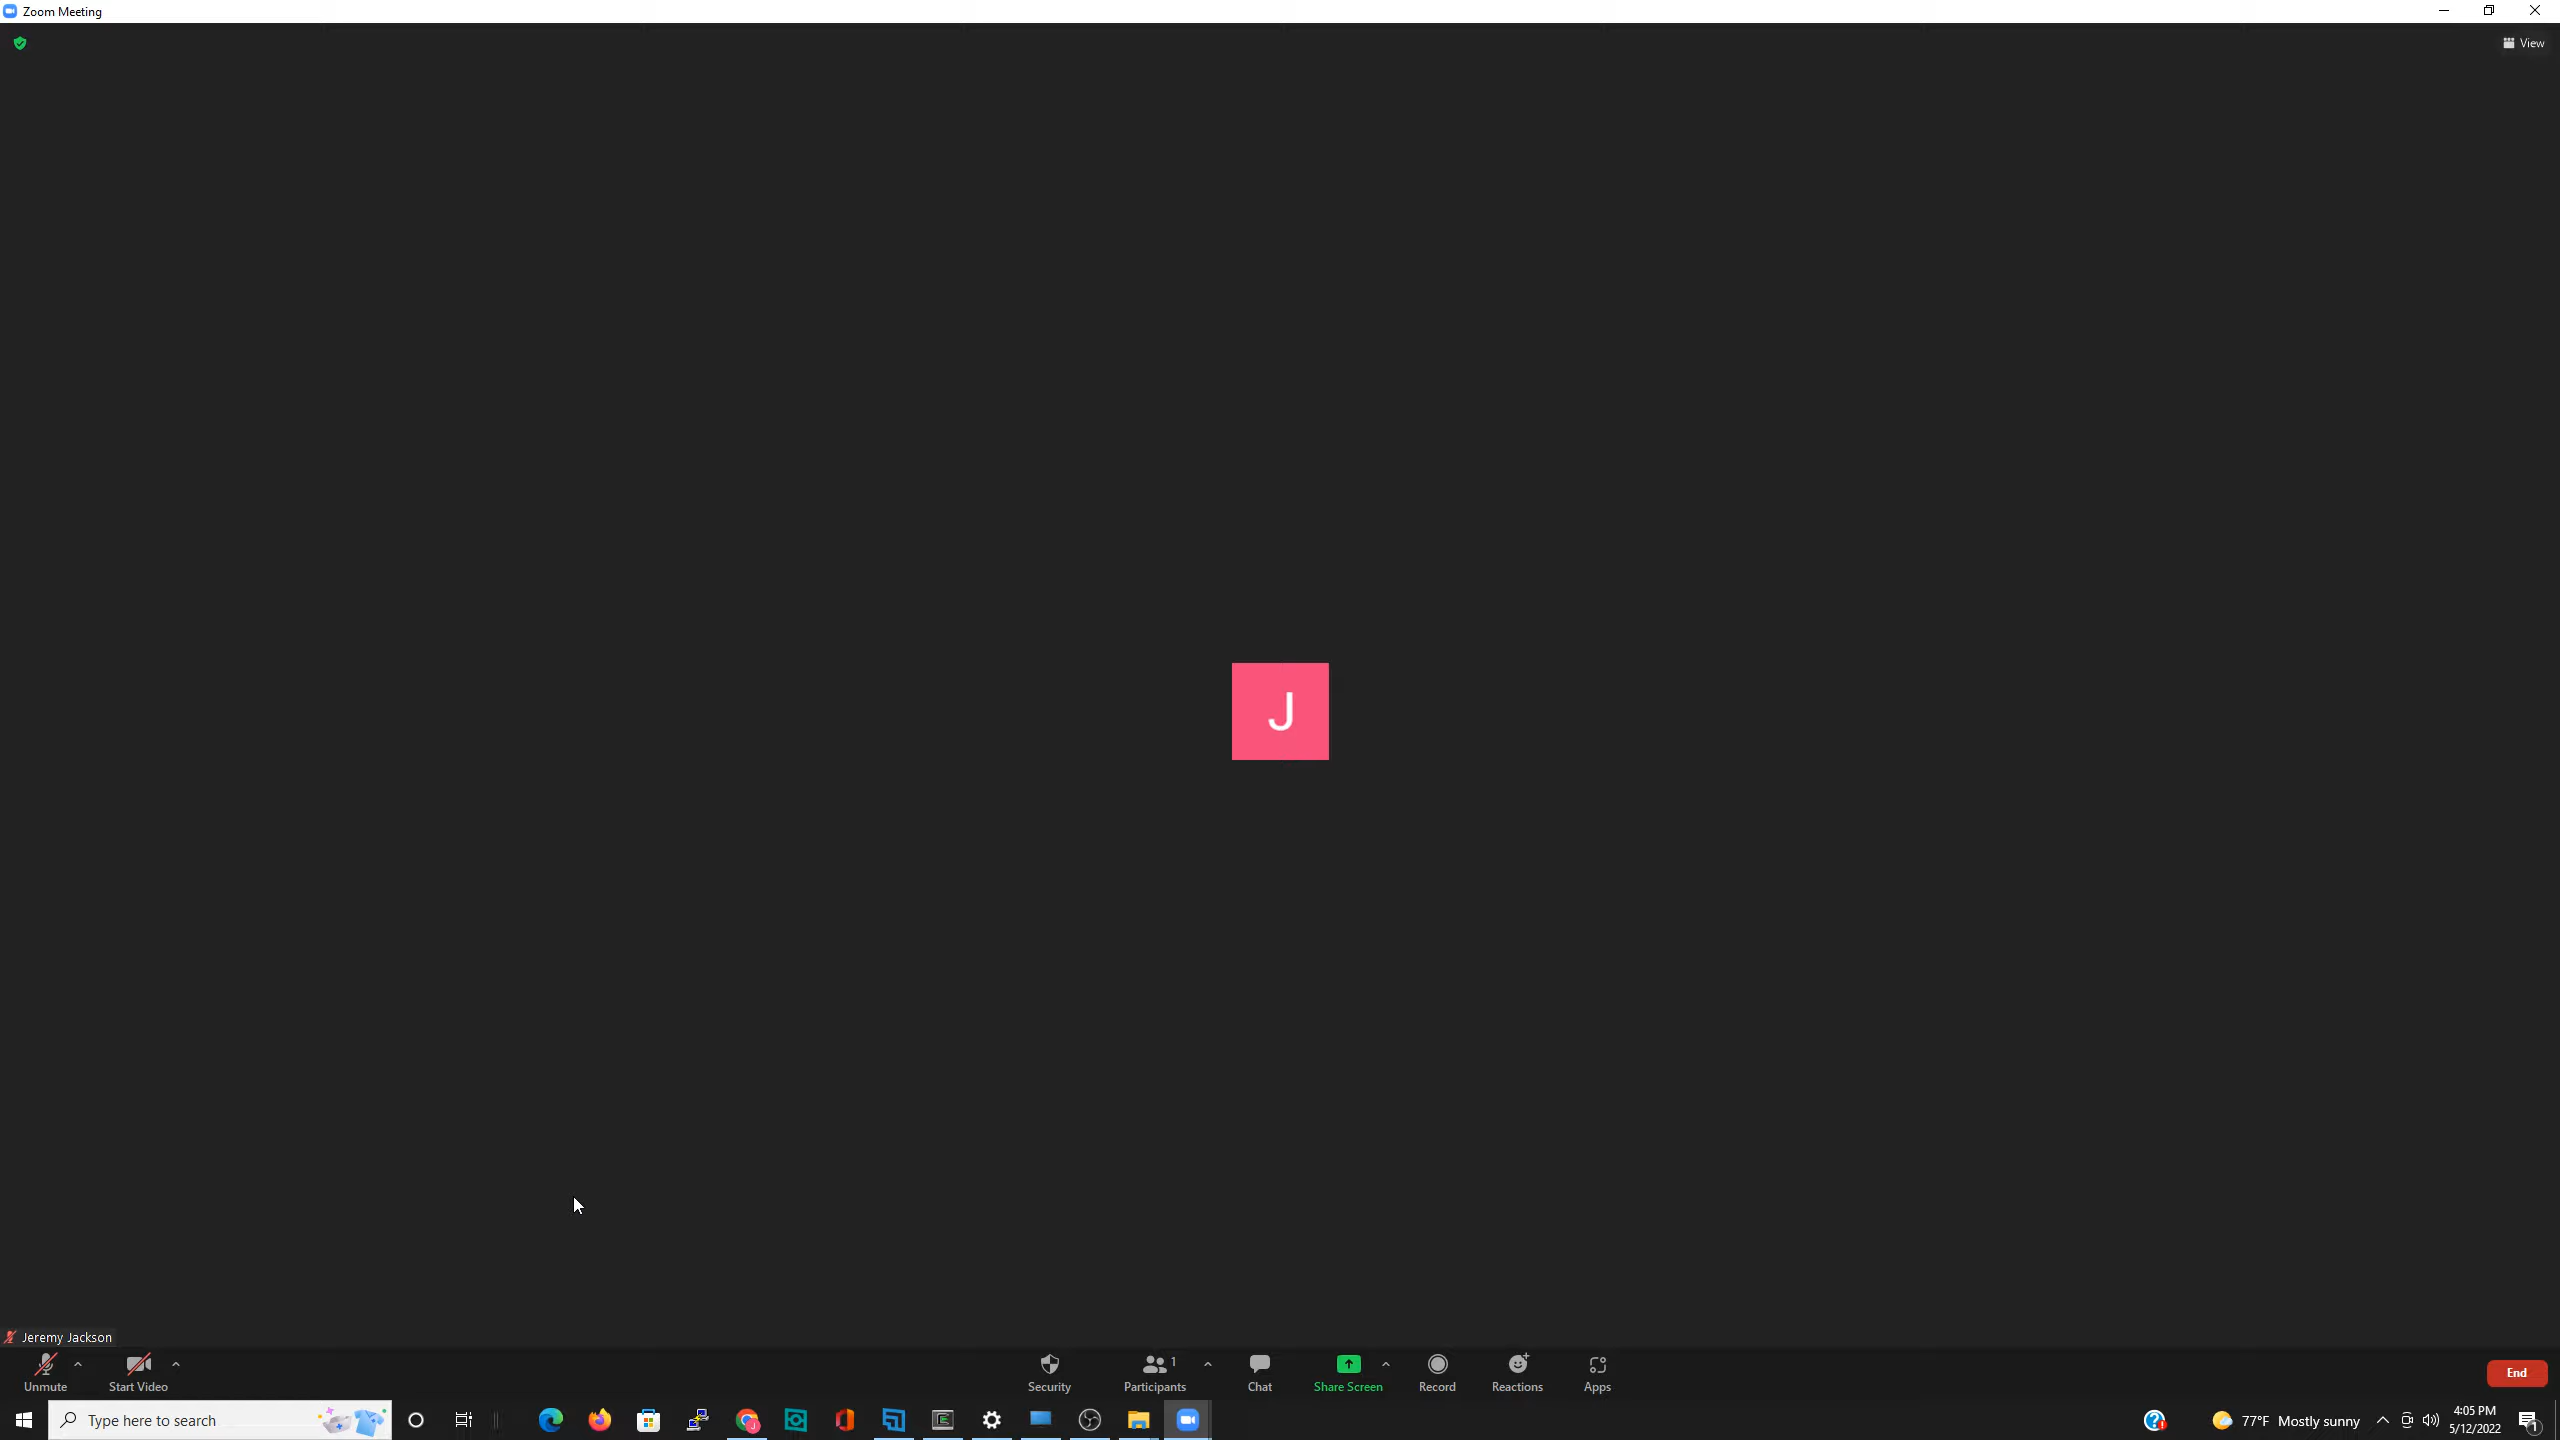 Zoom Meeting
View
J
Jeremy Jackson
Unmute
Start Video
Security
Participants 1
Chat
Share Screen
Record
Reactions
Apps
End
Type here to search
77°F Mostly sunny
4:05 PM
5/12/2022
1